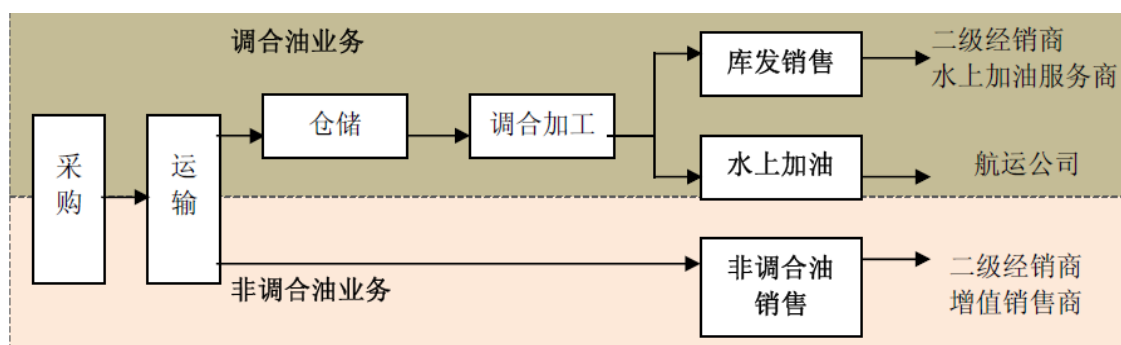 调合油业务
采购
运输
仓储
调合加工
库发销售
二级经销商
水上加油服务商
水上加油
航运公司
非调合油业务
非调合油
销售
二级经销商
增值销售商